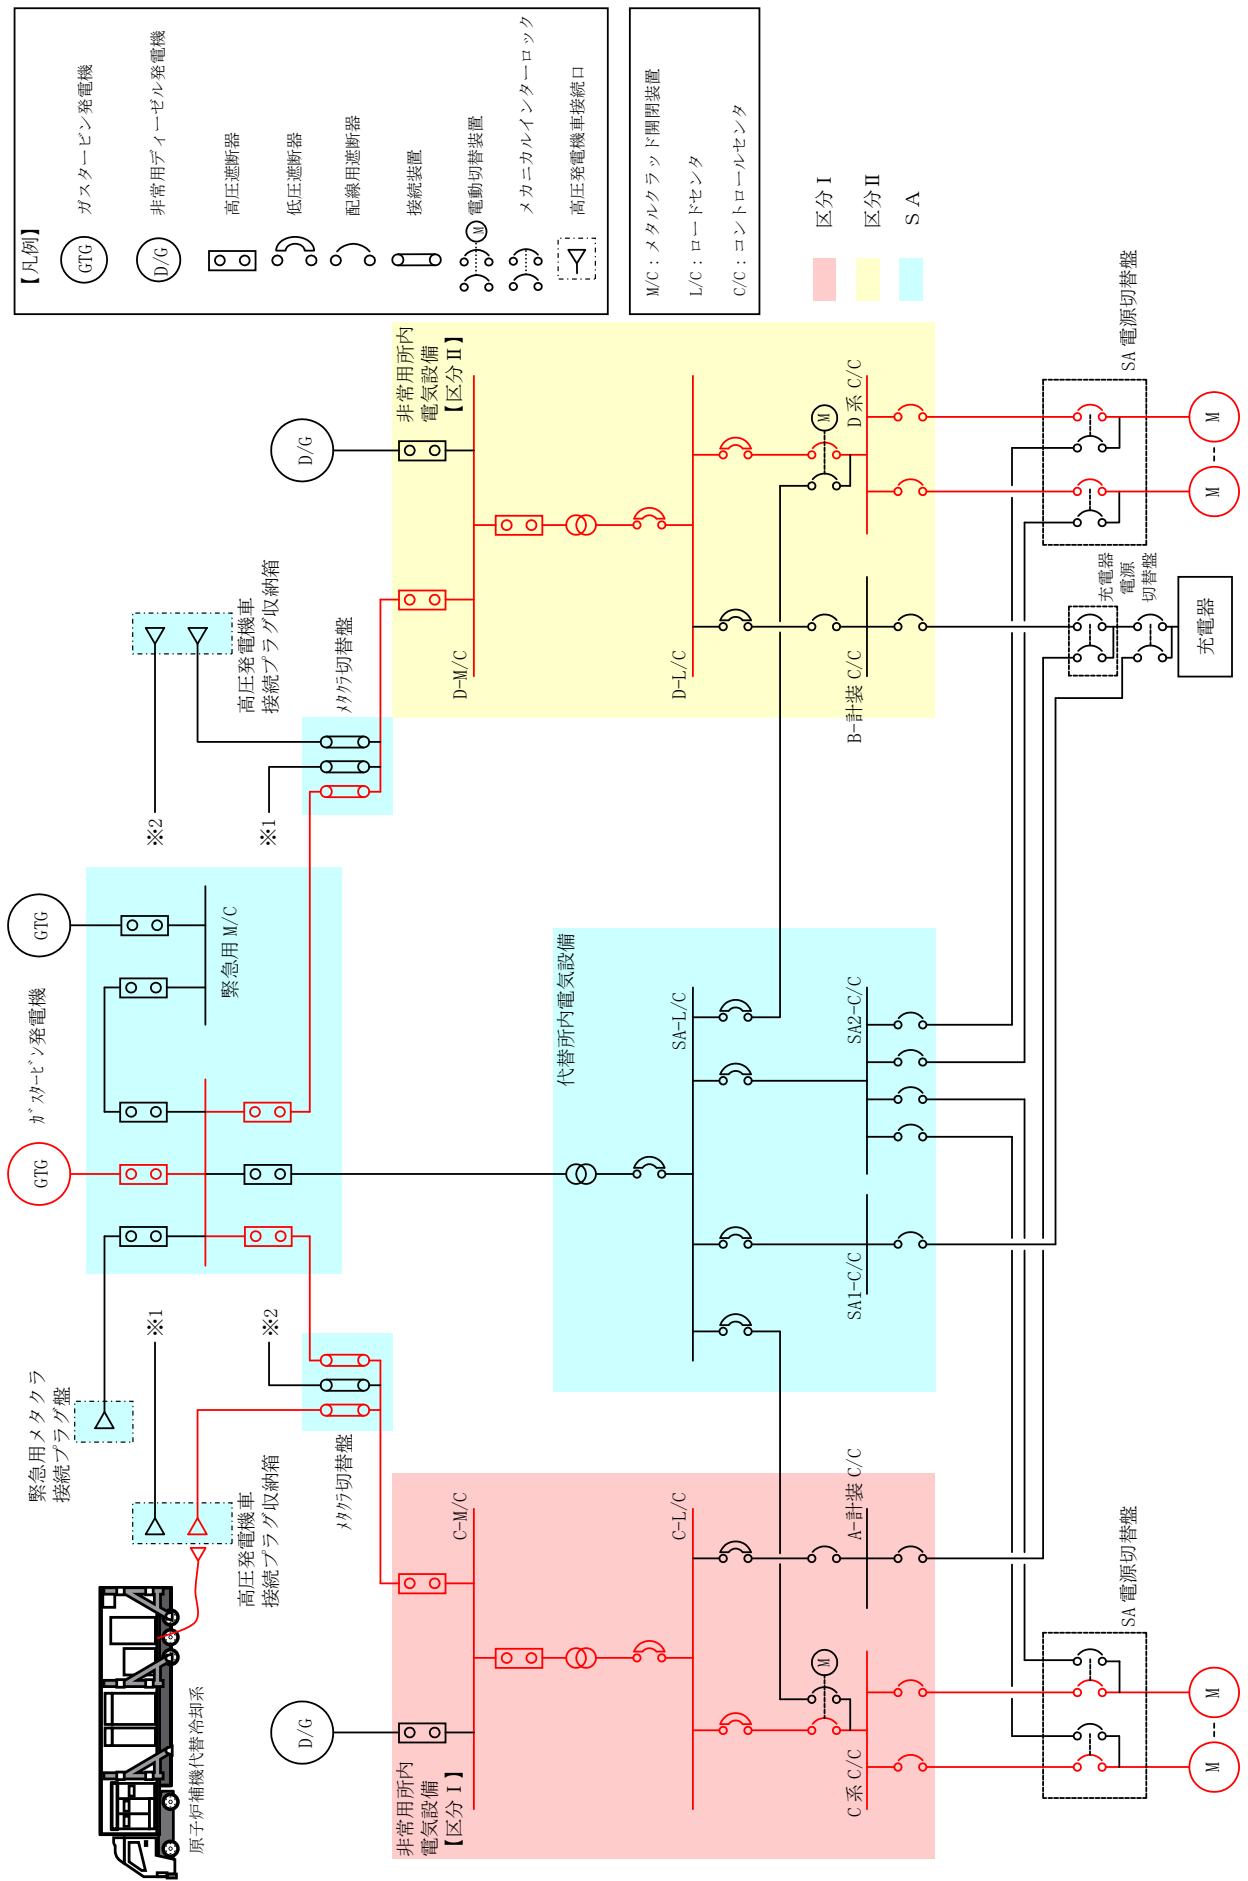 【凡例】
GTG
ガスタービン発電機
D/G
非常用ディーゼル発電機
高圧遮断器
低圧遮断器
配線用遮断器
接続装置
M
電動切替装置
メカニカルインターロック
高圧発電機車接続口
M/C：メタルクラッド開閉装置
L/C：ロードセンタ
C/C：コントロールセンタ
区分Ⅰ
区分Ⅱ
ＳＡ
緊急用メタクラ
接続プラグ盤
ｶﾞｽﾀｰﾋﾞﾝ発電機
GTG
GTG
緊急用 M/C
※1
※2
※2
※1
高圧発電機車
接続プラグ収納箱
ﾒﾀｸﾗ切替盤
高圧発電機車
接続プラグ収納箱
ﾒﾀｸﾗ切替盤
原子炉補機代替冷却系
D/G
非常用所内
電気設備
【区分Ⅰ】
C-M/C
C-L/C
M
C 系 C/C
A-計装 C/C
代替所内電気設備
SA-L/C
SA1-C/C
SA2-C/C
D/G
非常用所内
電気設備
【区分Ⅱ】
D-M/C
D-L/C
M
B-計装 C/C
D 系 C/C
SA 電源切替盤
M
M
充電器
電源
切替盤
充電器
SA 電源切替盤
M
M